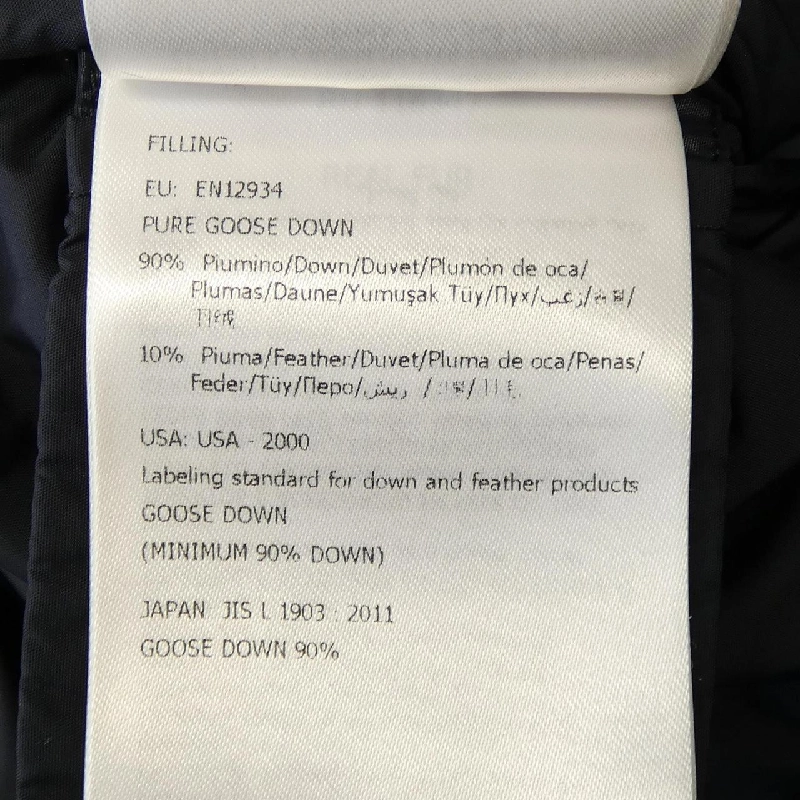 FILLING:
EU: EN12934
PURE GOOSE DOWN
90% Piumino/Down/Duvet/Plumón de oca/
Plumas/Daune/Yumuşak Tüy/Пух/زغب/
10% Piuma/Feather/Duvet/Pluma de oca/Penas/
Feder/Tüy/Перо/ريش /
USA: USA - 2000
Labeling standard for down and feather products
GOOSE DOWN
(MINIMUM 90% DOWN)
JAPAN JIS L 1903 : 2011
GOOSE DOWN 90%